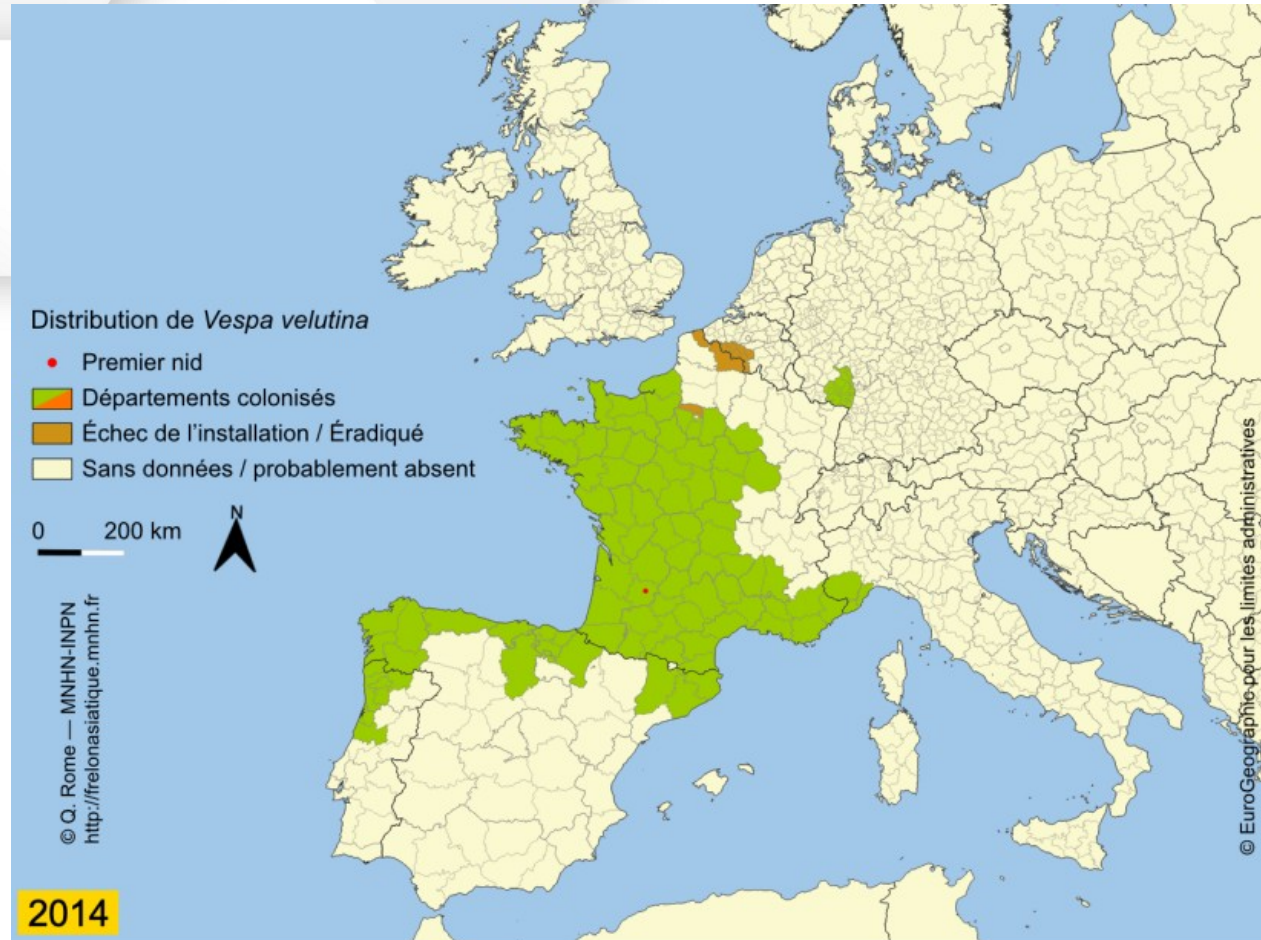 Distribution de Vespa velutina
Premier nid
Départements colonisés
Échec de l'installation / Éradiqué
Sans données / probablement absent
0 200 km
N
© Q. Rome — MNHN-INPN
http://frelonasiatique.mnhn.fr
© EuroGeographic pour les limites administratives
2014